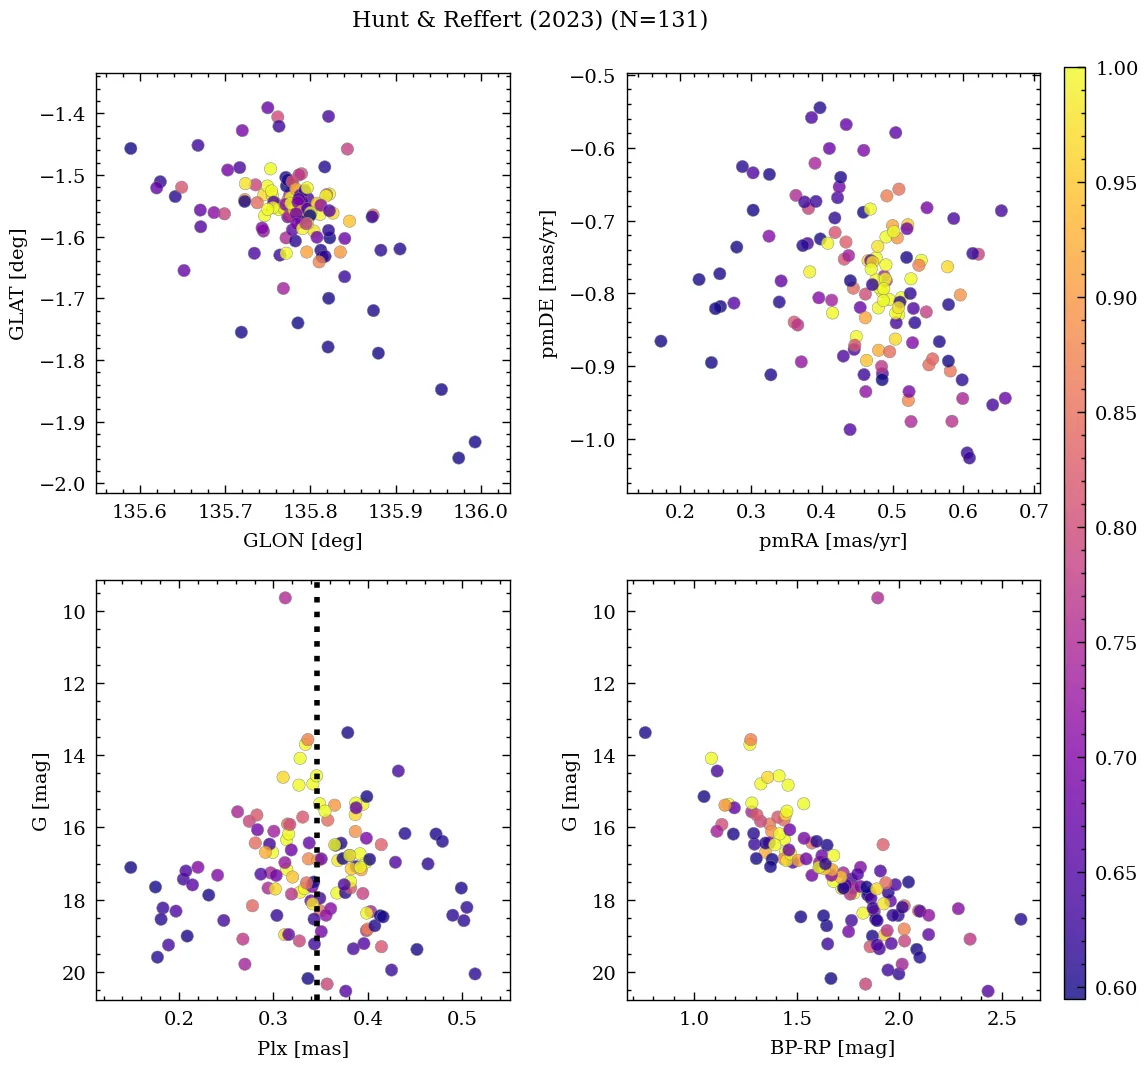 Hunt & Reffert (2023) (N=131)
−1.4
−1.5
−1.6
−1.7
−1.8
−1.9
−2.0
GLAT [deg]
135.6 135.7 135.8 135.9 136.0
GLON [deg]
−0.5
−0.6
−0.7
−0.8
−0.9
−1.0
pmDE [mas/yr]
0.2 0.3 0.4 0.5 0.6 0.7
pmRA [mas/yr]
10
12
14
16
18
20
G [mag]
0.2 0.3 0.4 0.5
Plx [mas]
10
12
14
16
18
20
G [mag]
1.0 1.5 2.0 2.5
BP-RP [mag]
1.00
0.95
0.90
0.85
0.80
0.75
0.70
0.65
0.60